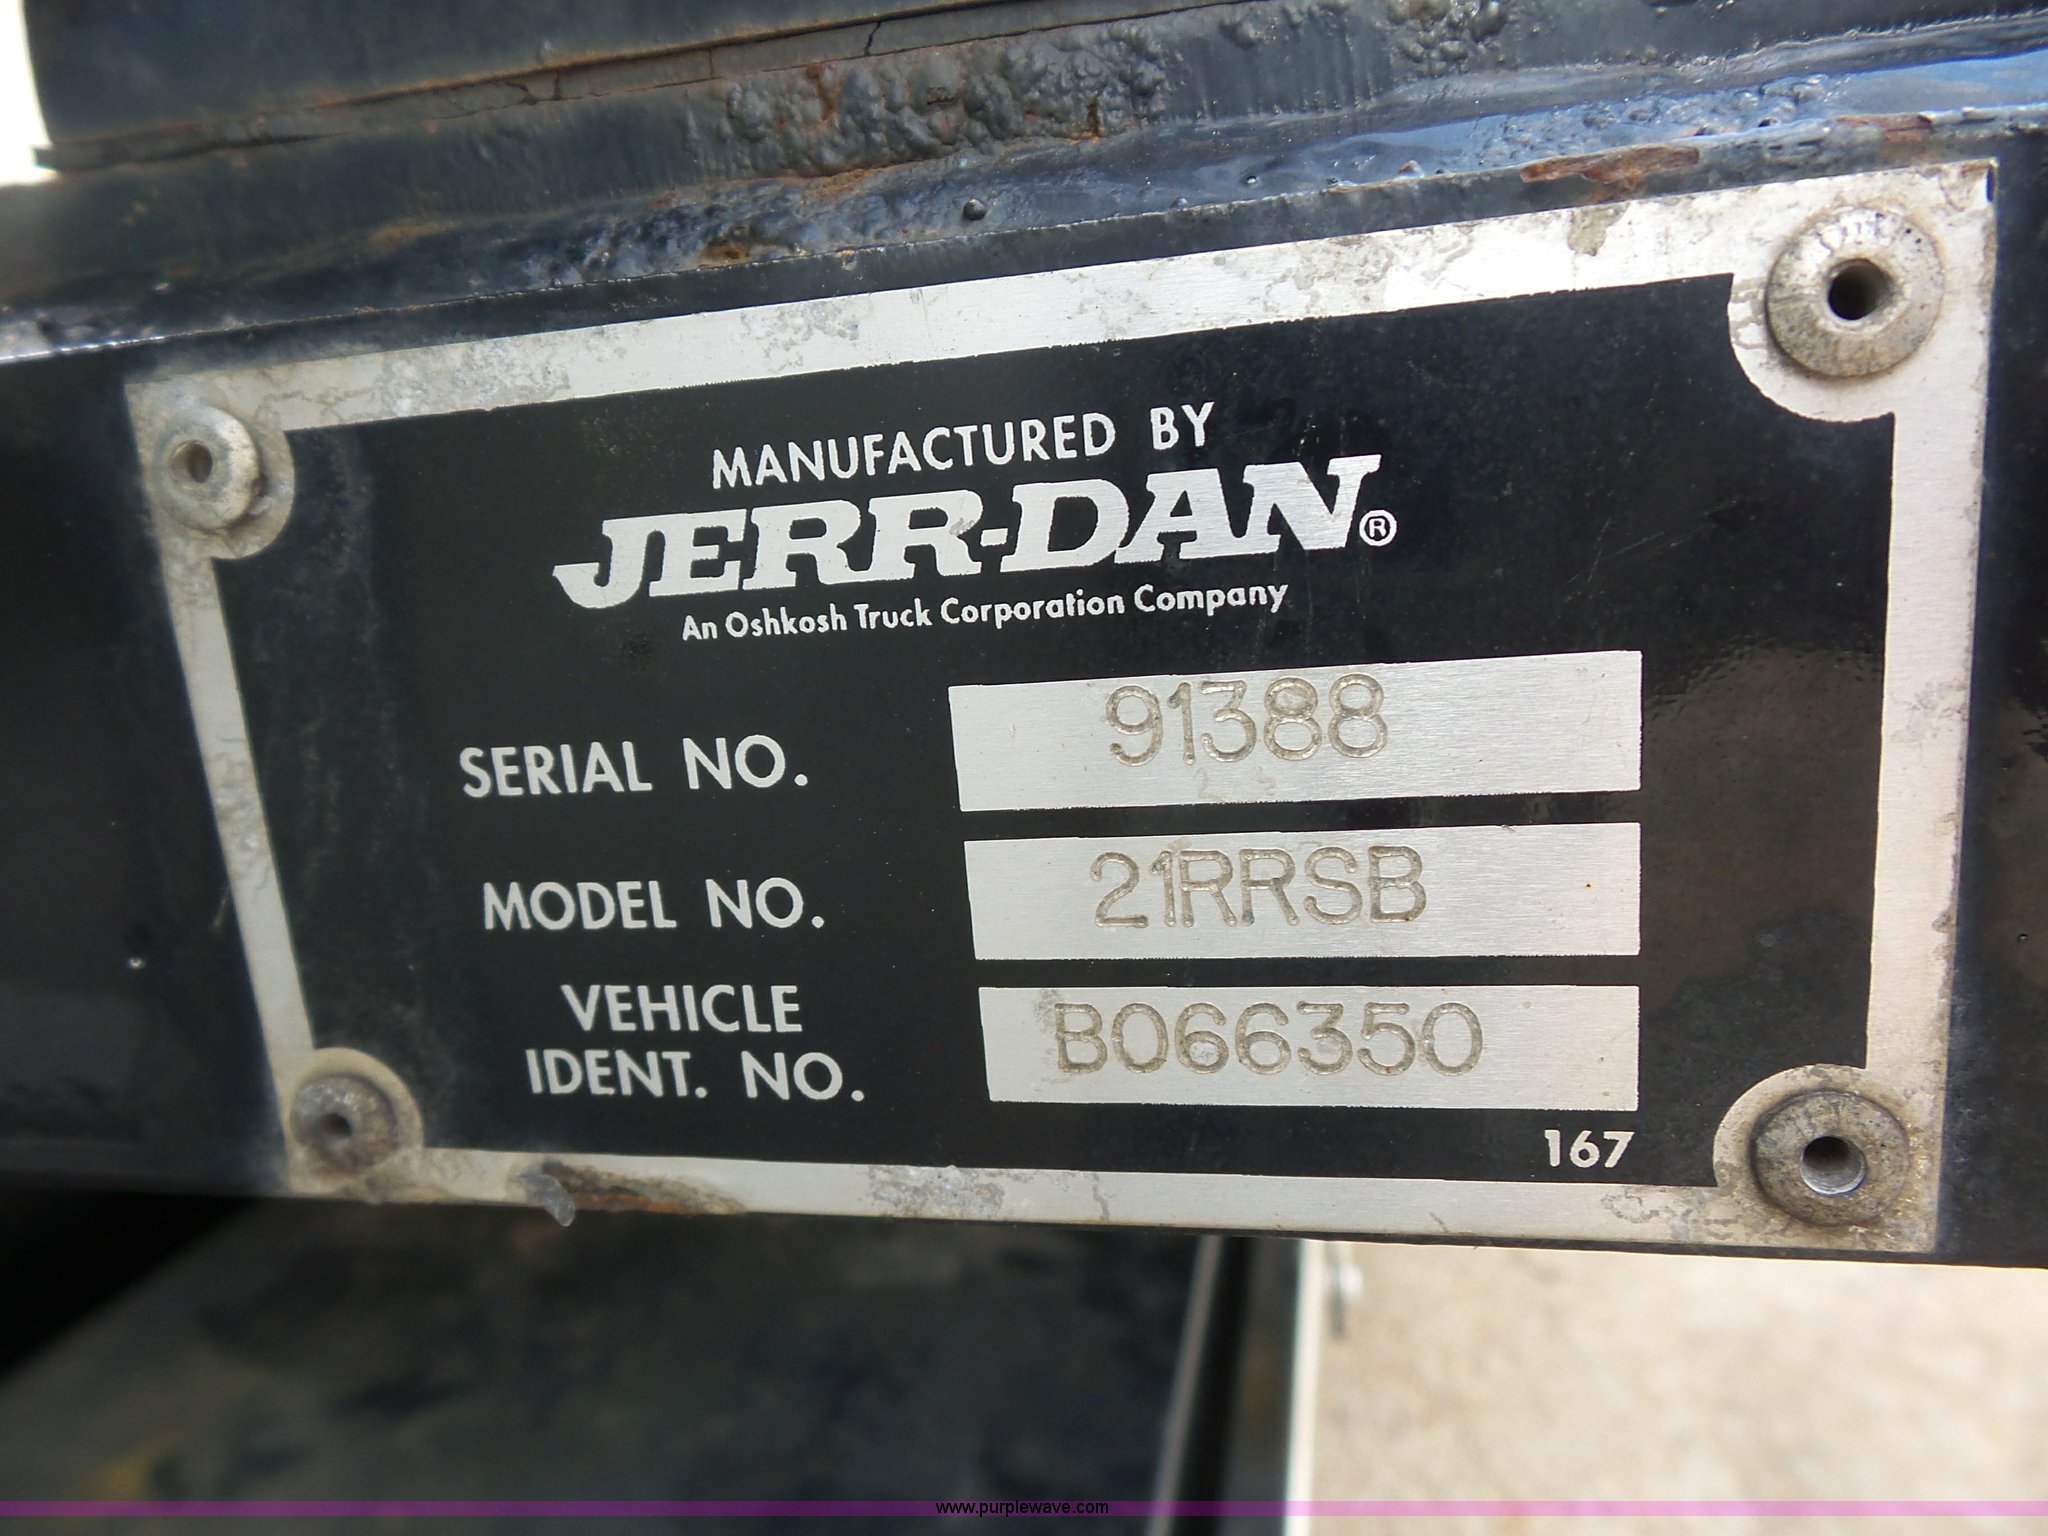 MANUFACTURED BY
JERR-DAN®
An Oshkosh Truck Corporation Company
SERIAL NO. 91388
MODEL NO. 21RRSB
VEHICLE
IDENT. NO. B066350
167
www.purplewave.com